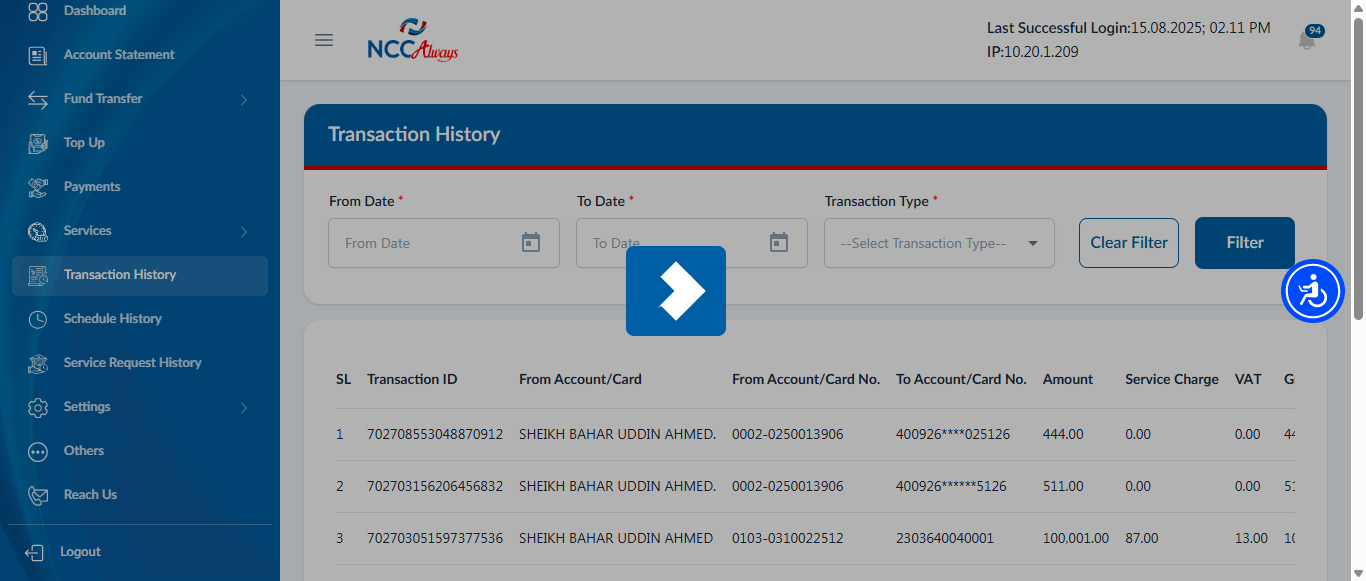 Dashboard
Account Statement
Fund Transfer
Top Up
Payments
Services
Transaction History
Schedule History
Service Request History
Settings
Others
Reach Us
Logout
NCC Always
Last Successful Login:15.08.2025; 02.11 PM
IP:10.20.1.209
94
Transaction History
From Date * To Date * Transaction Type *
From Date To Date --Select Transaction Type-- Clear Filter Filter
SL Transaction ID From Account/Card From Account/Card No. To Account/Card No. Amount Service Charge VAT
1 702708553048870912 SHEIKH BAHAR UDDIN AHMED. 0002-0250013906 400926****025126 444.00 0.00 0.00
2 702703156206456832 SHEIKH BAHAR UDDIN AHMED. 0002-0250013906 400926******5126 511.00 0.00 0.00
3 702703051597377536 SHEIKH BAHAR UDDIN AHMED 0103-0310022512 2303640040001 100,001.00 87.00 13.00